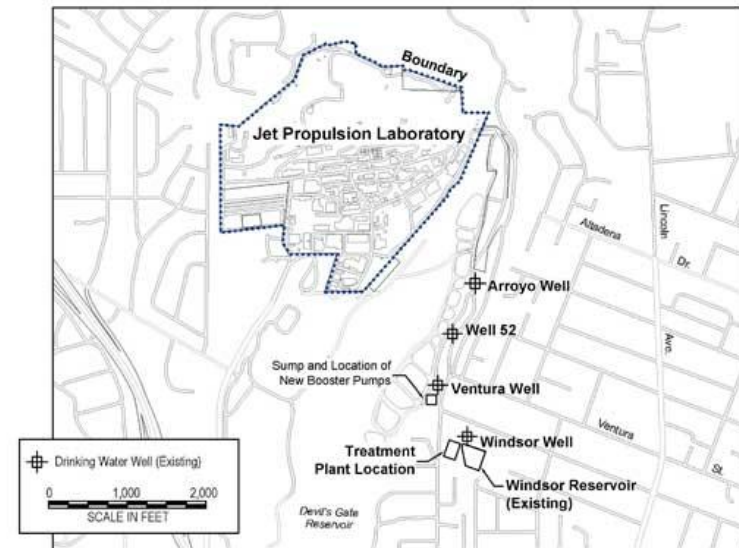 Boundary
Jet Propulsion Laboratory
Altadena
Dr.
Lincoln
Ave.
Arroyo Well
Well 52
Sump and Location of
New Booster Pumps
Ventura Well
Ventura
St.
Windsor Well
Treatment
Plant Location
Windsor Reservoir
(Existing)
Devil's Gate
Reservoir
Drinking Water Well (Existing)
0 1,000 2,000
SCALE IN FEET